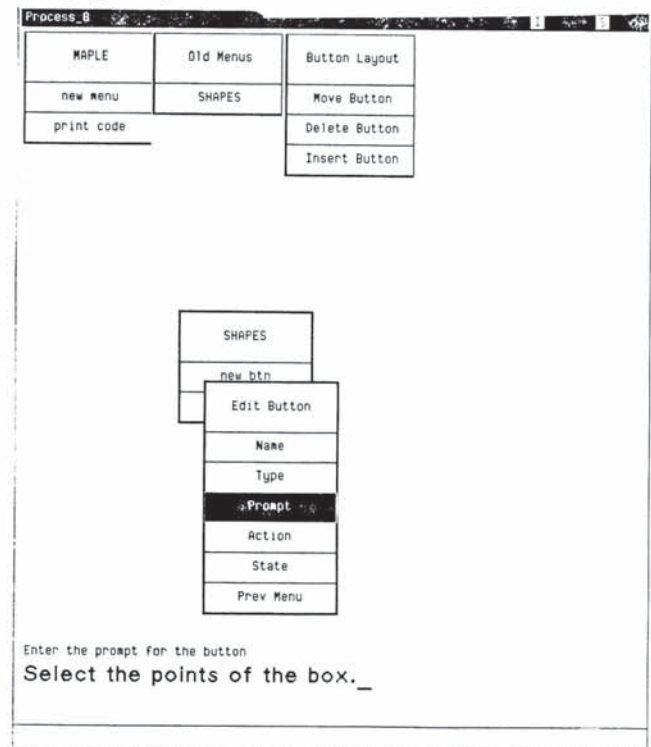 Process_B
I
MAPLE
new menu
print code
Old Menus
SHAPES
Button Layout
Move Button
Delete Button
Insert Button
SHAPES
new btn
Edit Button
Name
Type
Prompt
Action
State
Prev Menu
Enter the prompt for the button
Select the points of the box._